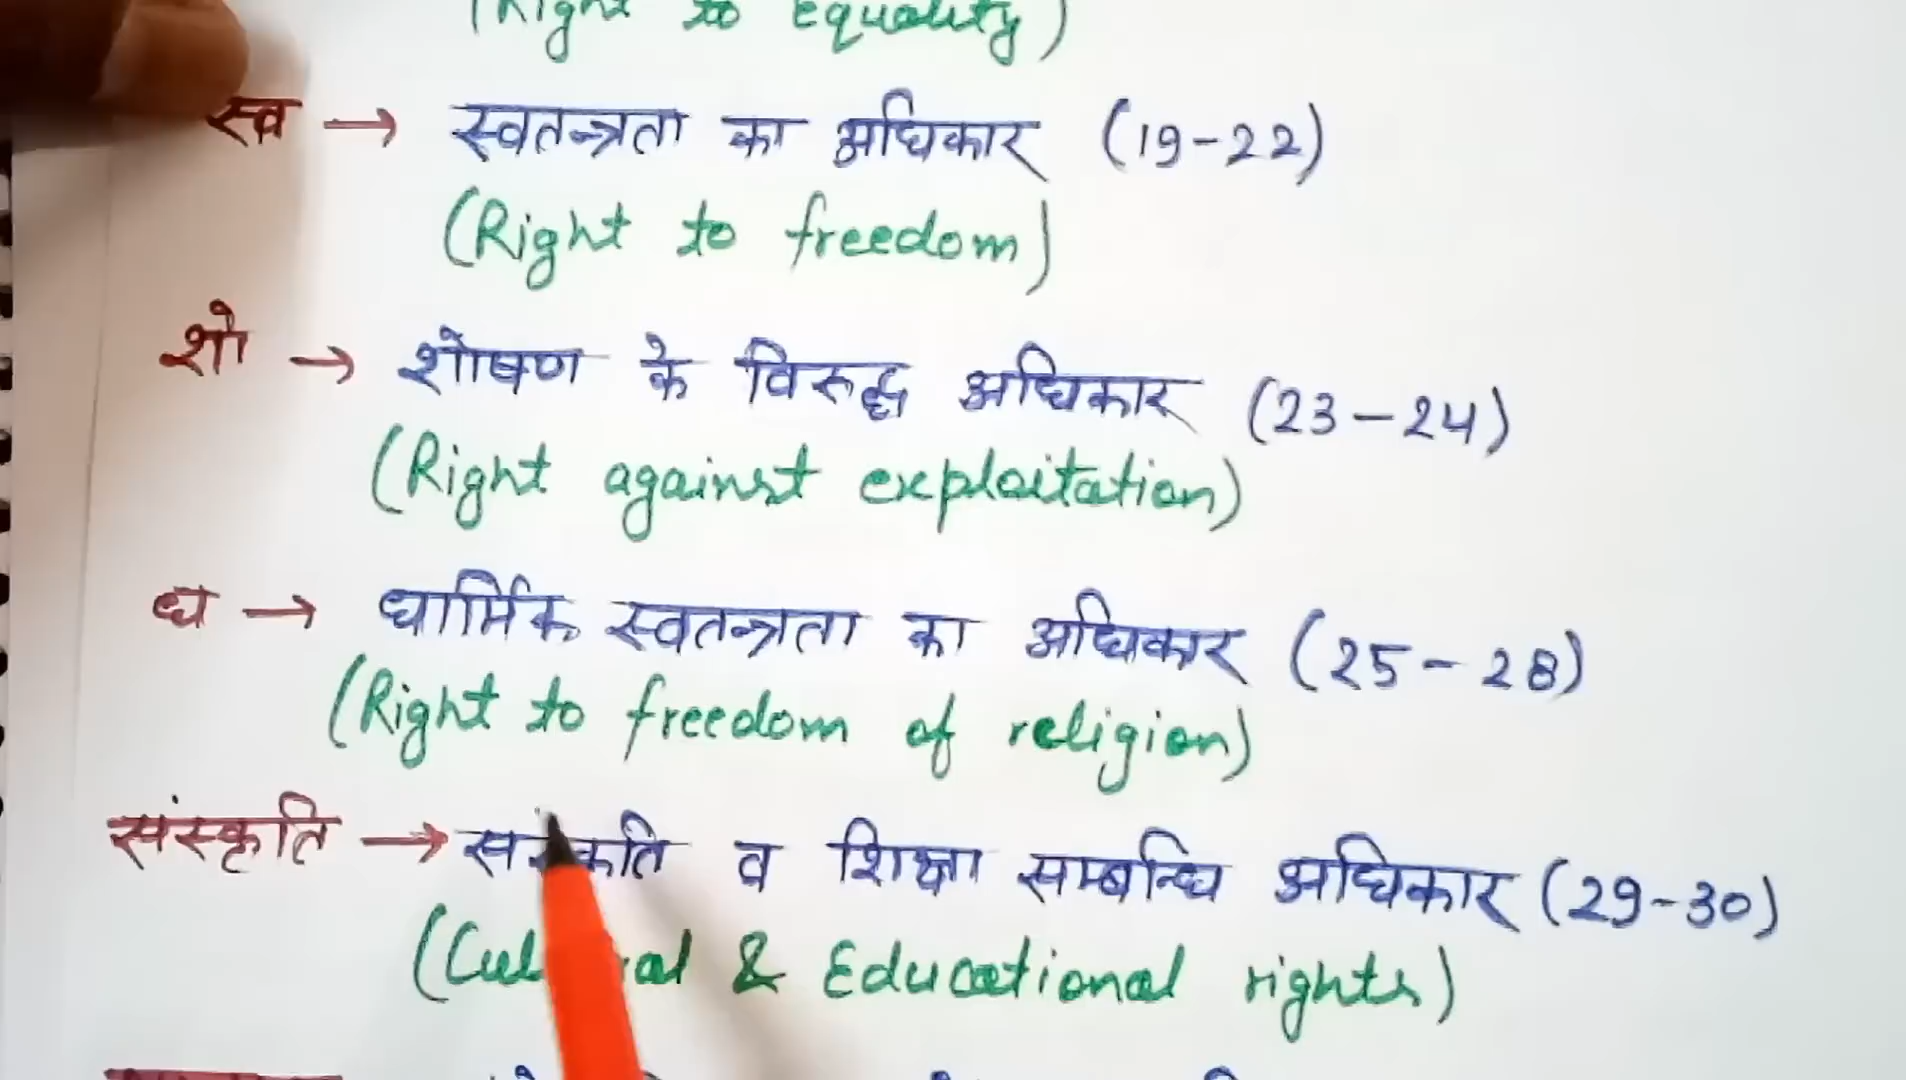 (Right to equality)
स्व → स्वतन्त्रता का अधिकार (19-22)
(Right to freedom)
शो → शोषण के विरूद्ध अधिकार (23-24)
(Right against exploitation)
ध → धार्मिक स्वतन्त्रता का अधिकार (25-28)
(Right to freedom of religion)
संस्कृति → व शिक्षा सम्बन्धि अधिकार (29-30)
& Educational rights)